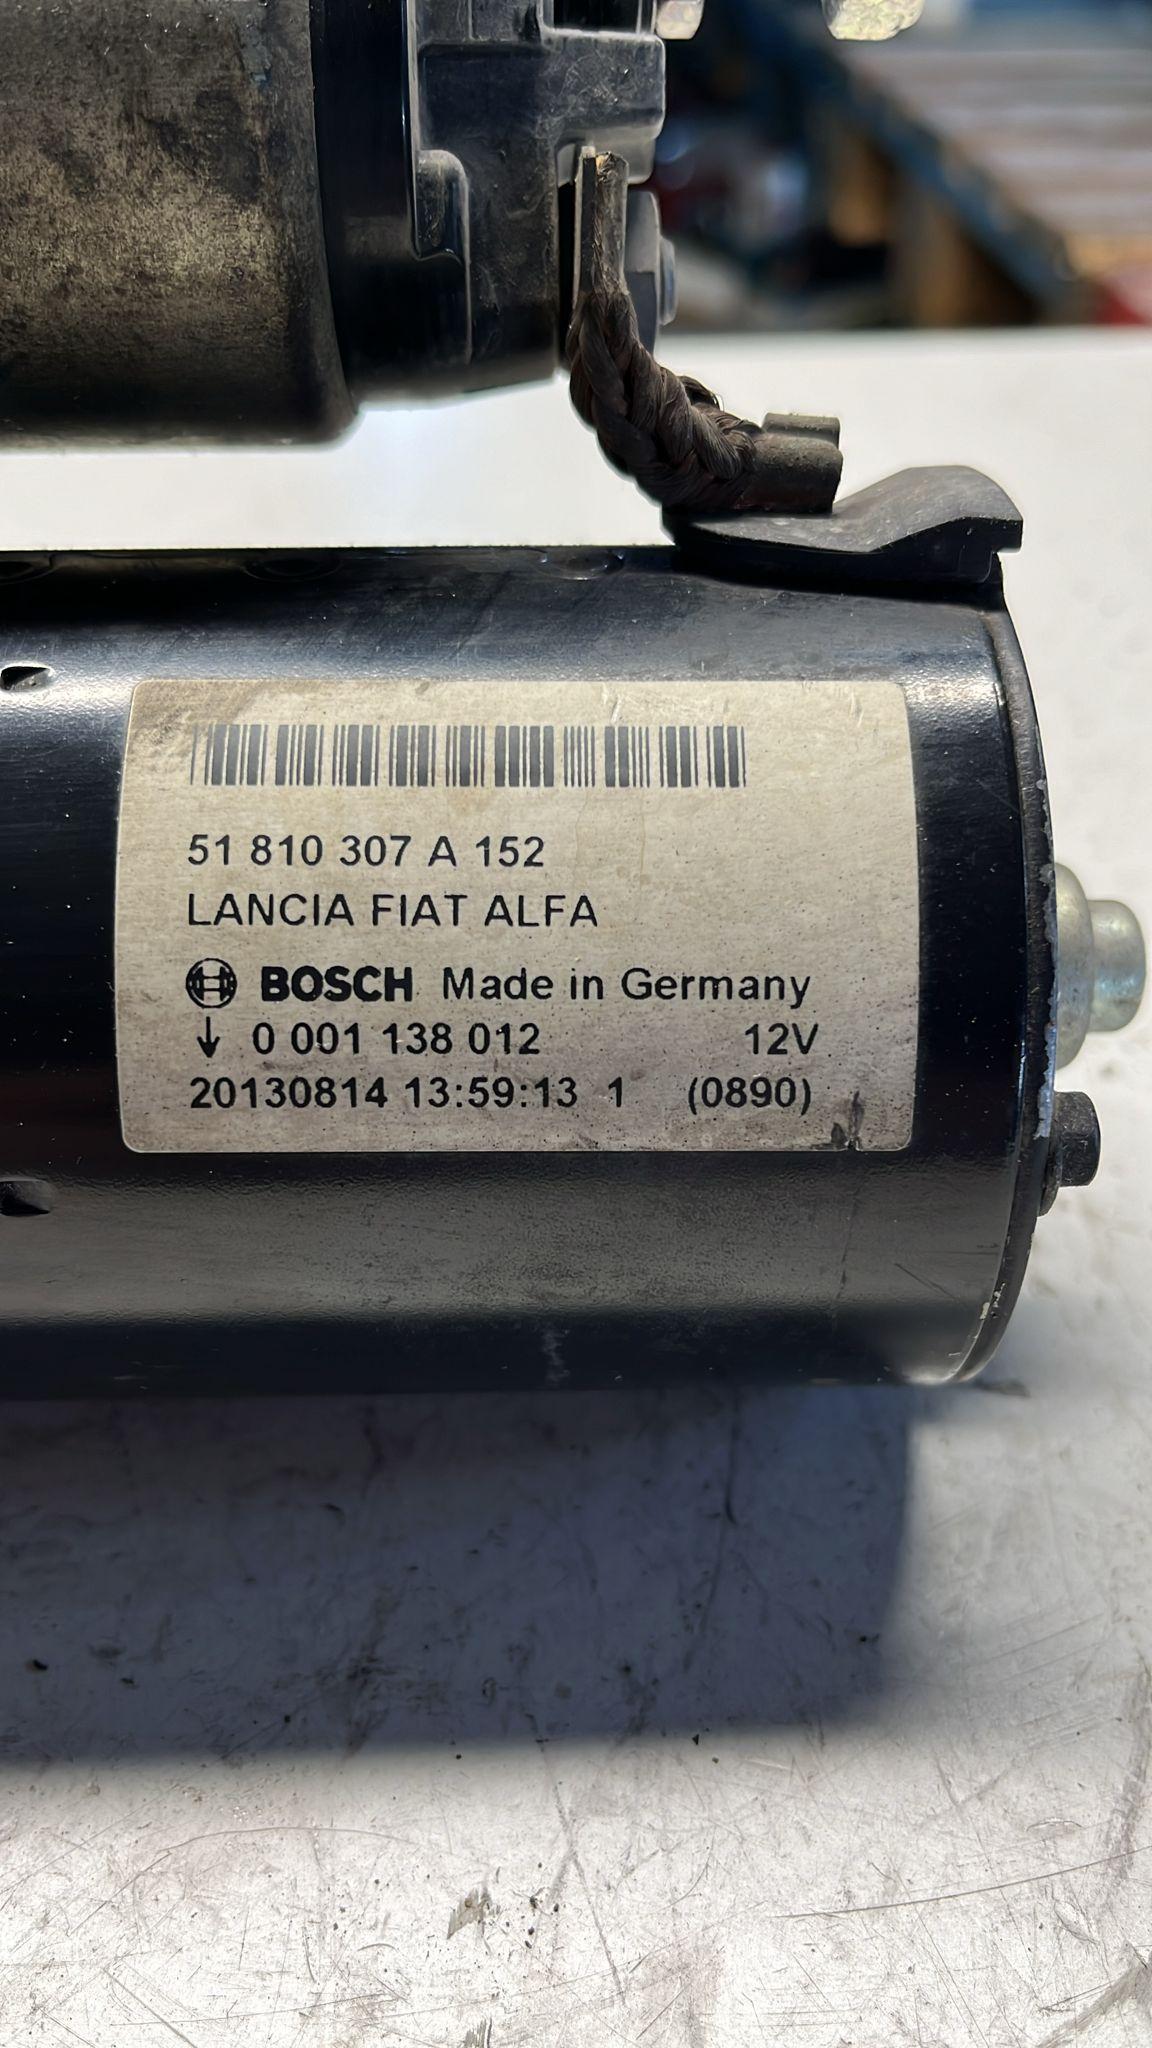 51 810 307 A 152
LANCIA FIAT ALFA
BOSCH Made in Germany
↓ 0 001 138 012 12V
20130814 13:59:13 1 (0890)